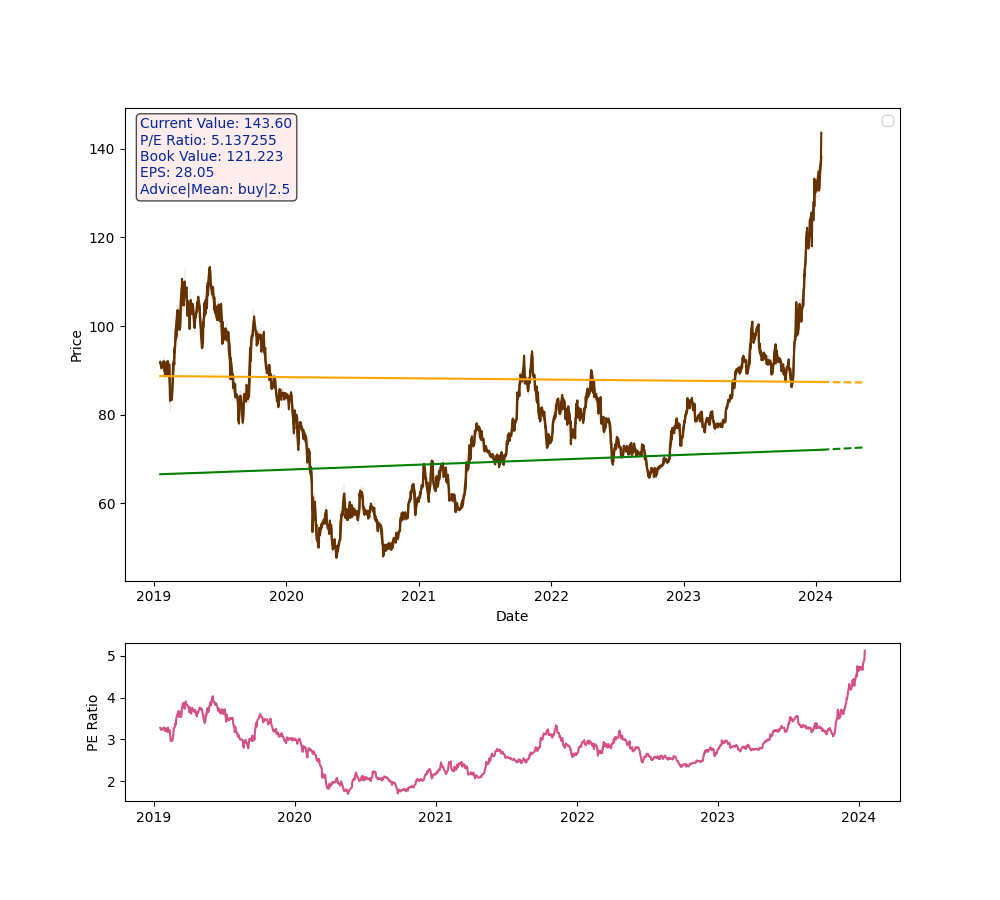 Current Value: 143.60
P/E Ratio: 5.137255
Book Value: 121.223
EPS: 28.05
Advice|Mean: buy|2.5
140
120
100
80
60
Price
2019 2020 2021 2022 2023 2024
Date
5
4
3
2
PE Ratio
2019 2020 2021 2022 2023 2024